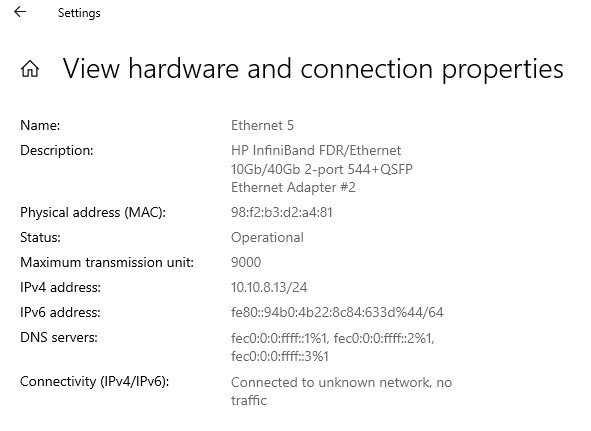 Settings
View hardware and connection properties
Name: Ethernet 5
Description: HP InfiniBand FDR/Ethernet
10Gb/40Gb 2-port 544+QSFP
Ethernet Adapter #2
Physical address (MAC): 98:f2:b3:d2:a4:81
Status: Operational
Maximum transmission unit: 9000
IPv4 address: 10.10.8.13/24
IPv6 address: fe80::94b0:4b22:8c84:633d%44/64
DNS servers: fec0:0:0:ffff::1%1, fec0:0:0:ffff::2%1,
fec0:0:0:ffff::3%1
Connectivity (IPv4/IPv6): Connected to unknown network, no
traffic